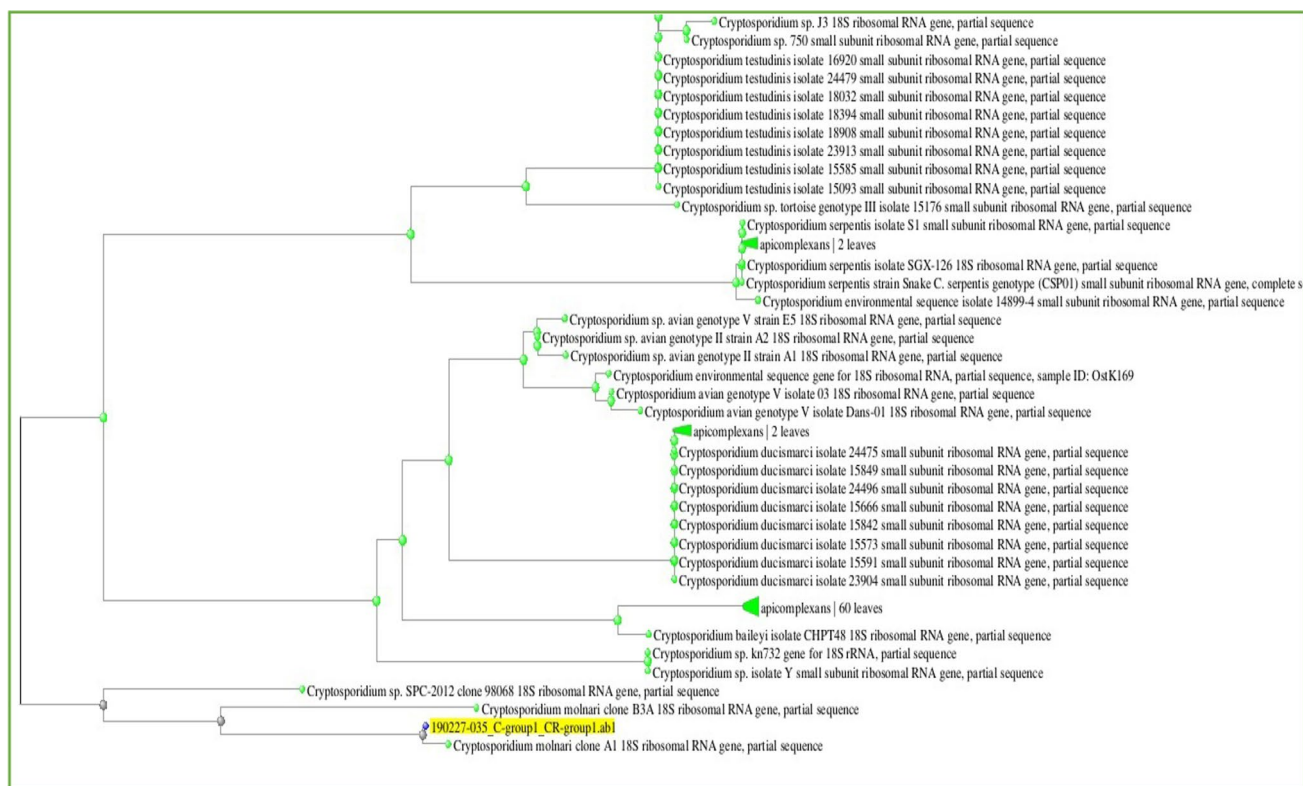 Cryptosporidium sp. J3 18S ribosomal RNA gene, partial sequence
Cryptosporidium sp. 750 small subunit ribosomal RNA gene, partial sequence
Cryptosporidium testudinis isolate 16920 small subunit ribosomal RNA gene, partial sequence
Cryptosporidium testudinis isolate 24479 small subunit ribosomal RNA gene, partial sequence
Cryptosporidium testudinis isolate 18032 small subunit ribosomal RNA gene, partial sequence
Cryptosporidium testudinis isolate 18394 small subunit ribosomal RNA gene, partial sequence
Cryptosporidium testudinis isolate 18908 small subunit ribosomal RNA gene, partial sequence
Cryptosporidium testudinis isolate 23913 small subunit ribosomal RNA gene, partial sequence
Cryptosporidium testudinis isolate 15585 small subunit ribosomal RNA gene, partial sequence
Cryptosporidium testudinis isolate 15093 small subunit ribosomal RNA gene, partial sequence
Cryptosporidium sp. tortoise genotype III isolate 15176 small subunit ribosomal RNA gene, partial sequence
Cryptosporidium serpentis isolate S1 small subunit ribosomal RNA gene, partial sequence
apicomplexans | 2 leaves
Cryptosporidium serpentis isolate SGX-126 18S ribosomal RNA gene, partial sequence
Cryptosporidium serpentis strain Snake C. serpentis genotype (CSP01) small subunit ribosomal RNA gene, complete s
Cryptosporidium environmental sequence isolate 14899-4 small subunit ribosomal RNA gene, partial sequence
Cryptosporidium sp. avian genotype V strain E5 18S ribosomal RNA gene, partial sequence
Cryptosporidium sp. avian genotype II strain A2 18S ribosomal RNA gene, partial sequence
Cryptosporidium sp. avian genotype II strain A1 18S ribosomal RNA gene, partial sequence
Cryptosporidium environmental sequence gene for 18S ribosomal RNA, partial sequence, sample ID: OstK169
Cryptosporidium avian genotype V isolate 03 18S ribosomal RNA gene, partial sequence
Cryptosporidium avian genotype V isolate Dans-01 18S ribosomal RNA gene, partial sequence
apicomplexans | 2 leaves
Cryptosporidium ducismarci isolate 24475 small subunit ribosomal RNA gene, partial sequence
Cryptosporidium ducismarci isolate 15849 small subunit ribosomal RNA gene, partial sequence
Cryptosporidium ducismarci isolate 24496 small subunit ribosomal RNA gene, partial sequence
Cryptosporidium ducismarci isolate 15666 small subunit ribosomal RNA gene, partial sequence
Cryptosporidium ducismarci isolate 15842 small subunit ribosomal RNA gene, partial sequence
Cryptosporidium ducismarci isolate 15573 small subunit ribosomal RNA gene, partial sequence
Cryptosporidium ducismarci isolate 15591 small subunit ribosomal RNA gene, partial sequence
Cryptosporidium ducismarci isolate 23904 small subunit ribosomal RNA gene, partial sequence
apicomplexans | 60 leaves
Cryptosporidium baileyi isolate CHPT48 18S ribosomal RNA gene, partial sequence
Cryptosporidium sp. kn732 gene for 18S rRNA, partial sequence
Cryptosporidium sp. isolate Y small subunit ribosomal RNA gene, partial sequence
Cryptosporidium sp. SPC-2012 clone 98068 18S ribosomal RNA gene, partial sequence
Cryptosporidium molnari clone B3A 18S ribosomal RNA gene, partial sequence
190227-035_C-group1_CR-group1.ab1
Cryptosporidium molnari clone A1 18S ribosomal RNA gene, partial sequence